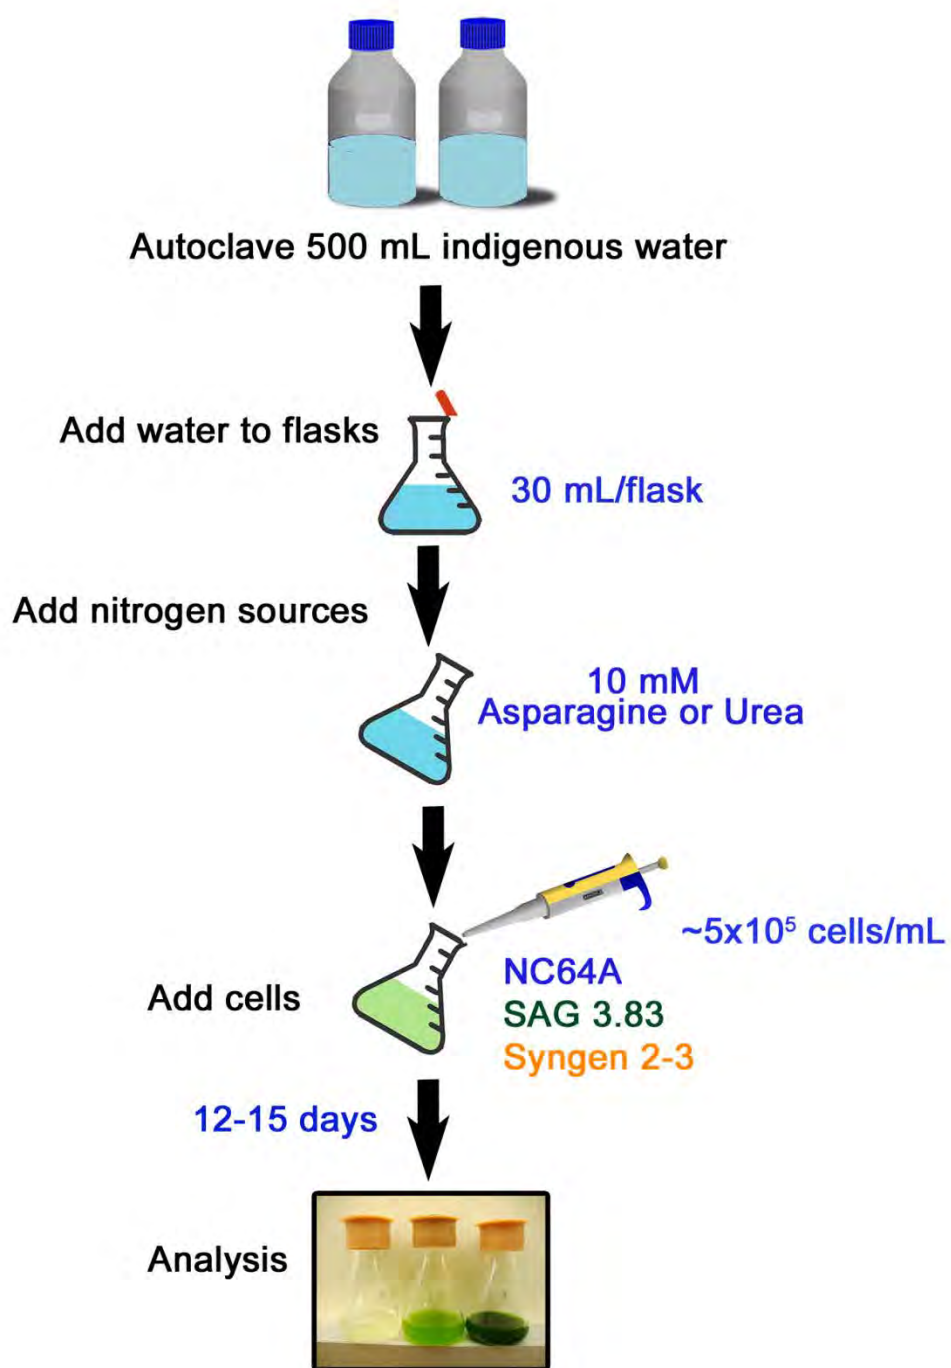 Autoclave 500 mL indigenous water
Add water to flasks
30 mL/flask
Add nitrogen sources
10 mM
Asparagine or Urea
~5x10⁵ cells/mL
Add cells
NC64A
SAG 3.83
Syngen 2-3
12-15 days
Analysis